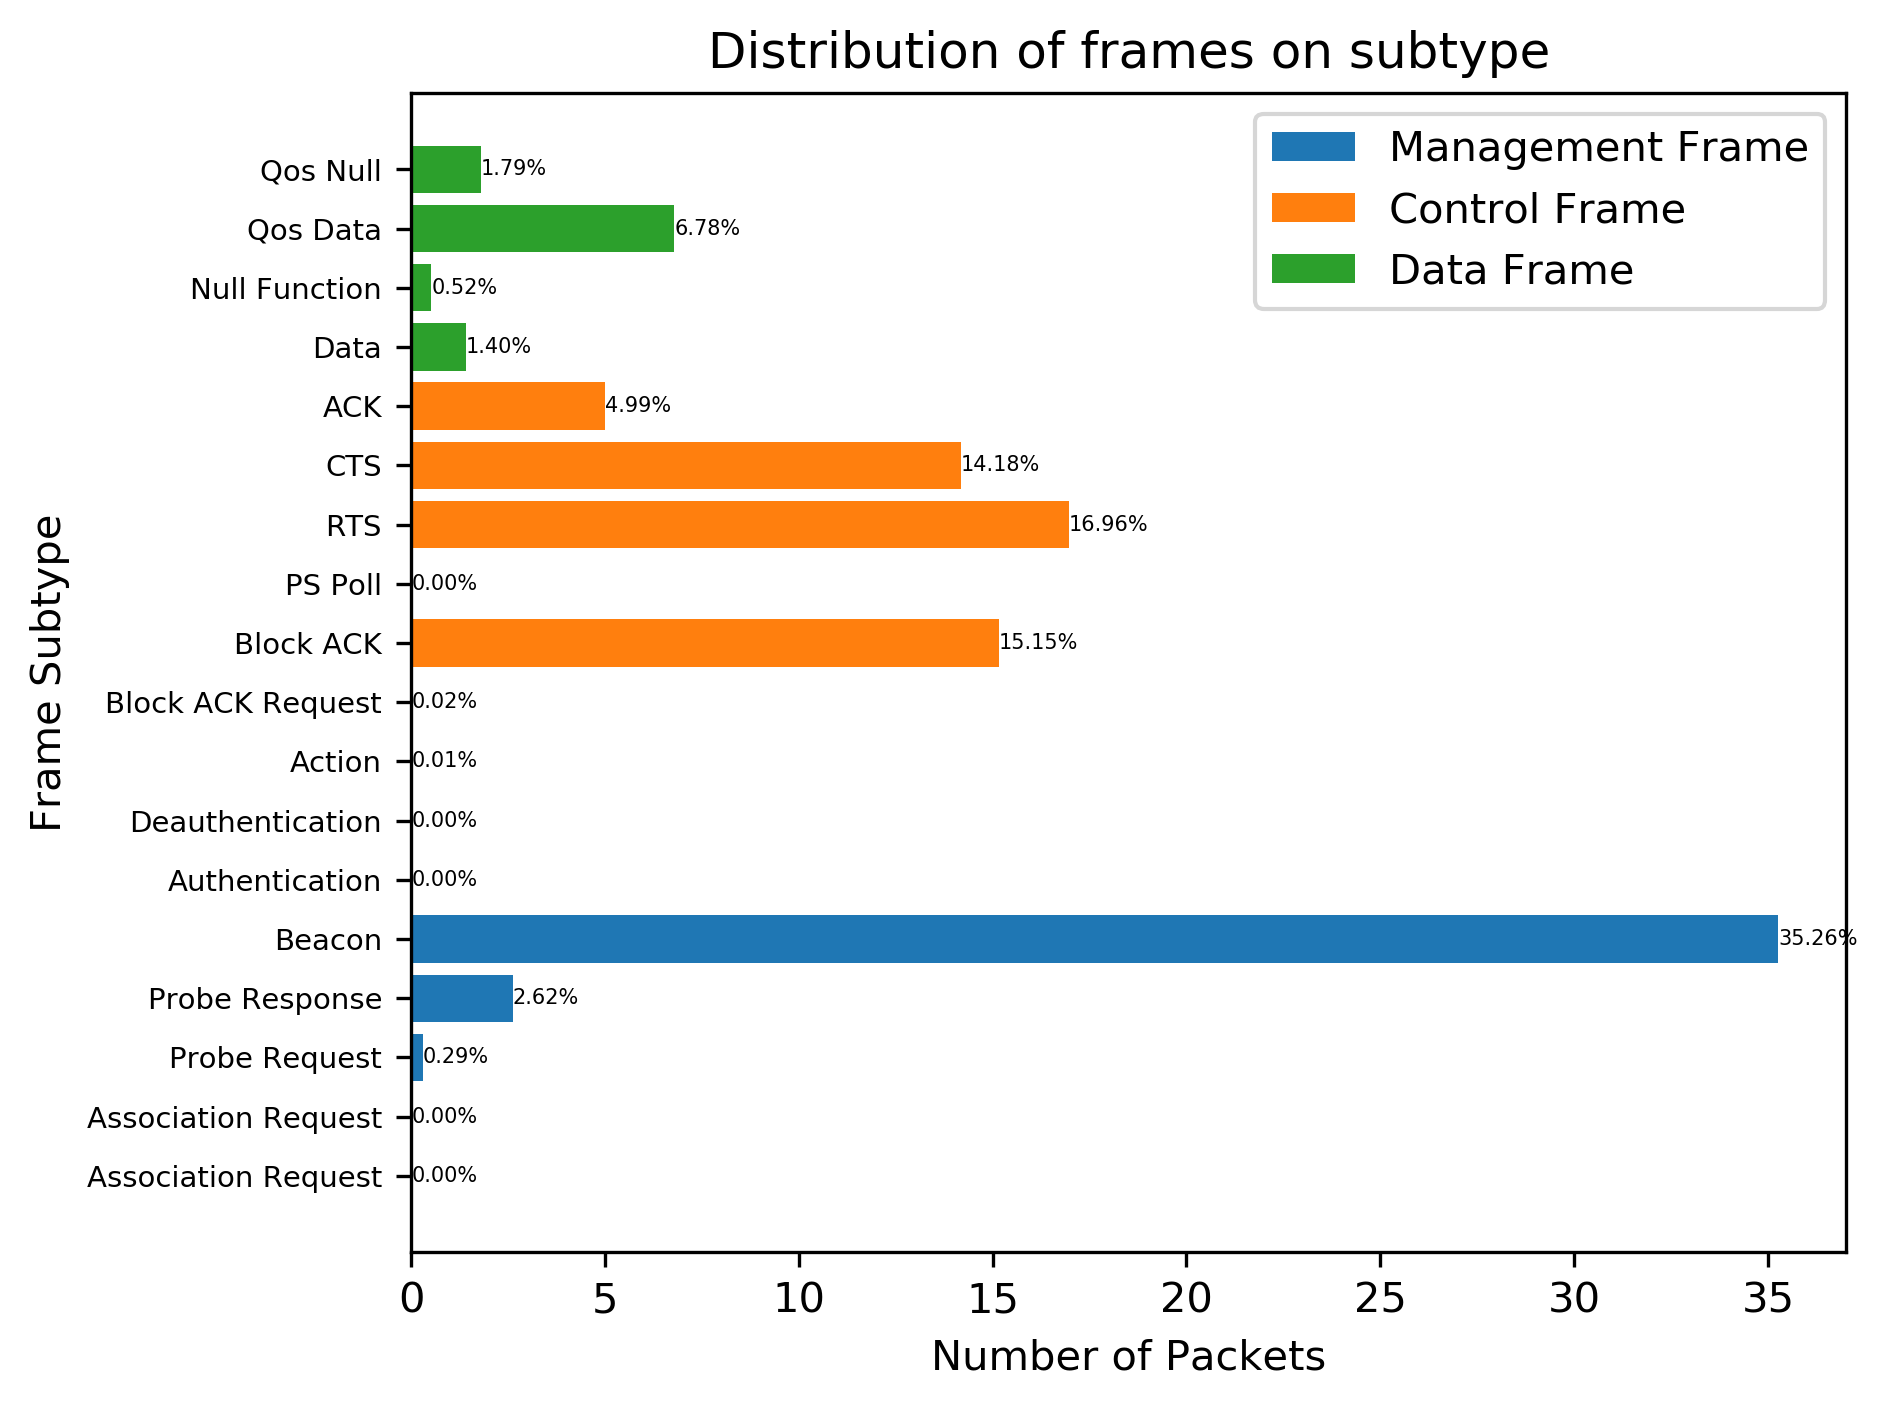 Distribution of frames on subtype
Management Frame
Control Frame
Data Frame
Frame Subtype
Qos Null 1.79%
Qos Data 6.78%
Null Function 0.52%
Data 1.40%
ACK 4.99%
CTS 14.18%
RTS 16.96%
PS Poll 0.00%
Block ACK 15.15%
Block ACK Request 0.02%
Action 0.01%
Deauthentication 0.00%
Authentication 0.00%
Beacon 35.26%
Probe Response 2.62%
Probe Request 0.29%
Association Request 0.00%
Association Request 0.00%
0 5 10 15 20 25 30 35
Number of Packets